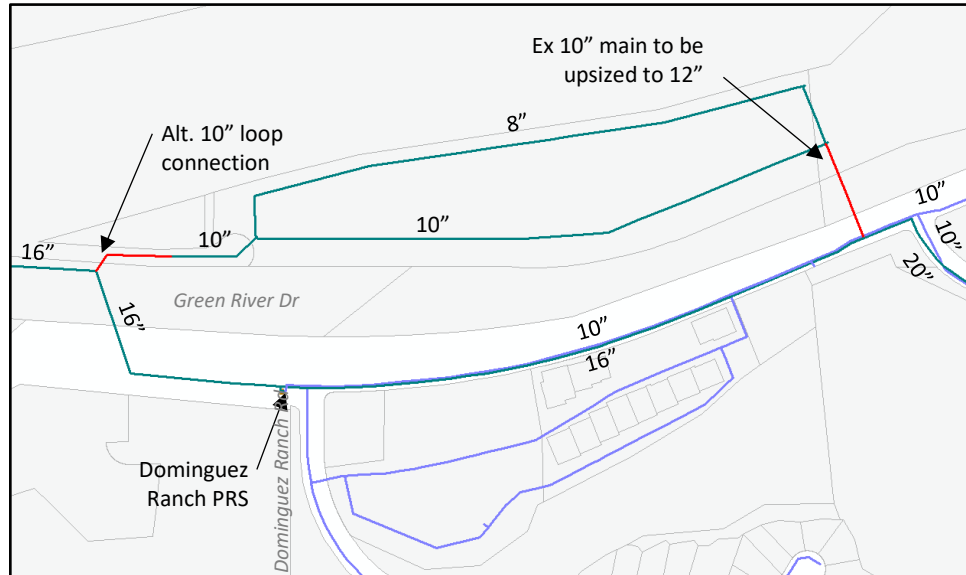 Ex 10” main to be
upsized to 12”
8”
Alt. 10” loop
connection
10”
10”
10”
10”
16”
20”
Green River Dr
16”
10”
16”
Dominguez
Ranch PRS
Dominguez Ranch Rd